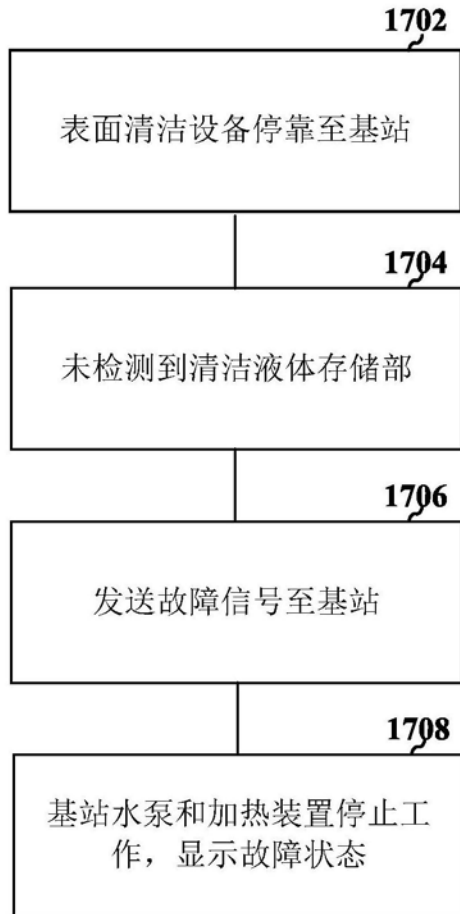 1702
表面清洁设备停靠至基站
1704
未检测到清洁液体存储部
1706
发送故障信号至基站
1708
基站水泵和加热装置停止工
作，显示故障状态